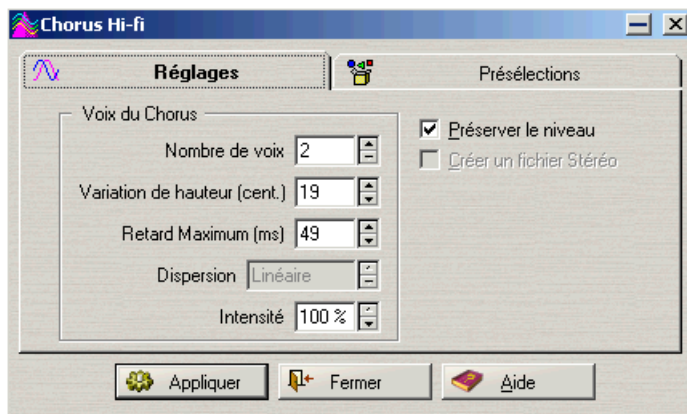 Chorus Hi-fi
Réglages
Présélections
Voix du Chorus
Nombre de voix 2
Variation de hauteur (cent.) 19
Retard Maximum (ms) 49
Dispersion Linéaire
Intensité 100 %
Préserver le niveau
Créer un fichier Stéréo
Appliquer
Fermer
Aide